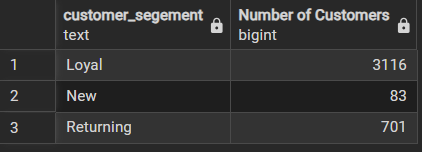 customer_segement Number of Customers
text bigint
1 Loyal 3116
2 New 83
3 Returning 701